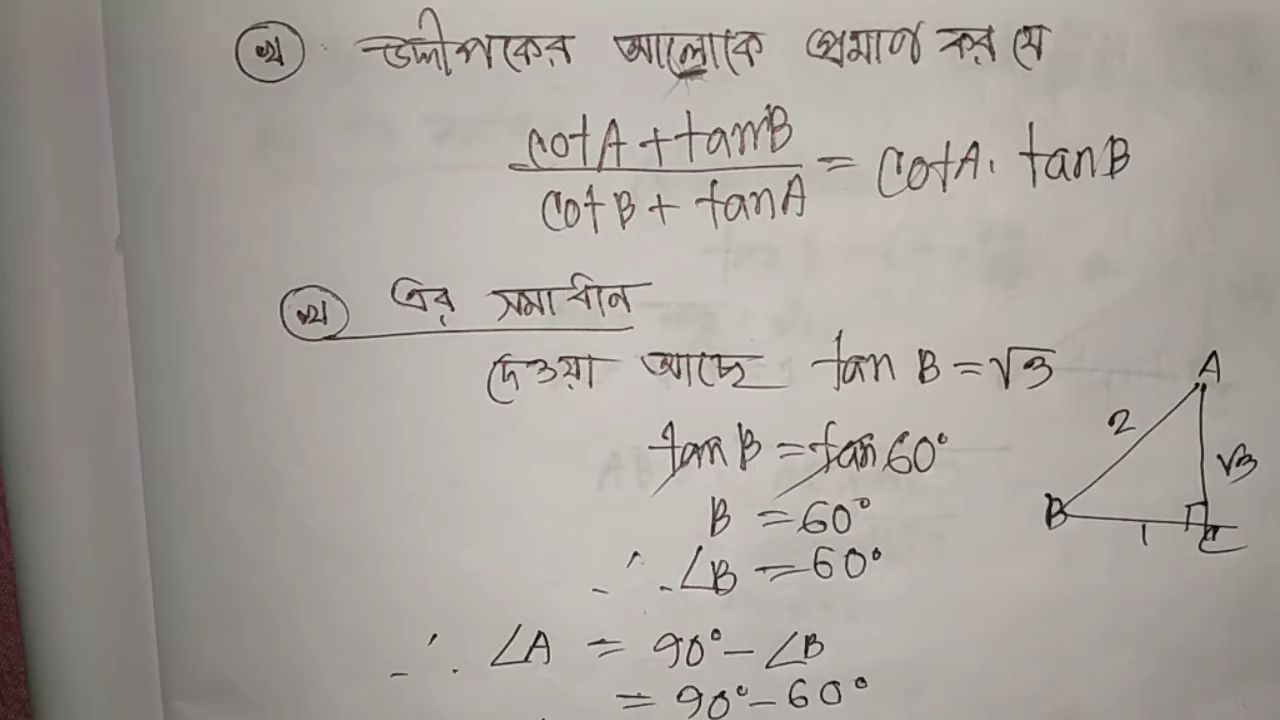 (খ) উদ্দীপকের আলোকে প্রমাণ কর যে
cotA + tanB / cotB + tanA = cotA. tanB
(খ) এর সমাধান
দেওয়া আছে tan B = √3
tan B = tan 60°
B = 60°
∴ ∠B = 60°
∴ ∠A = 90° - ∠B
= 90° - 60°
A
2
√3
B
1
C